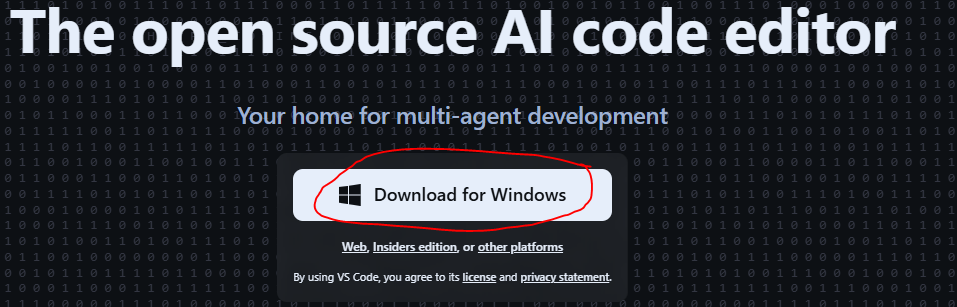 The open source AI code editor
Your home for multi-agent development
Download for Windows
Web, Insiders edition, or other platforms
By using VS Code, you agree to its license and privacy statement.